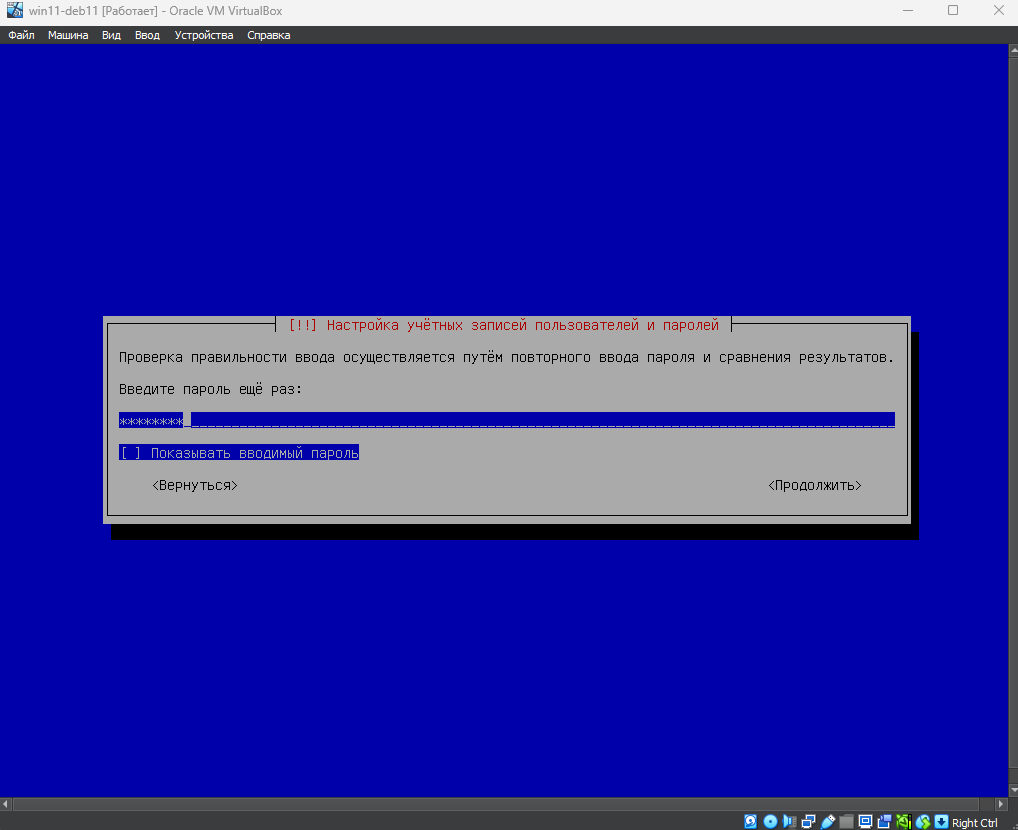 win11-deb11 [Работает] - Oracle VM VirtualBox
Файл Машина Вид Ввод Устройства Справка
[!!] Настройка учётных записей пользователей и паролей
Проверка правильности ввода осуществляется путём повторного ввода пароля и сравнения результатов.
Введите пароль ещё раз:
********
[ ] Показывать вводимый пароль
<Вернуться> <Продолжить>
Right Ctrl